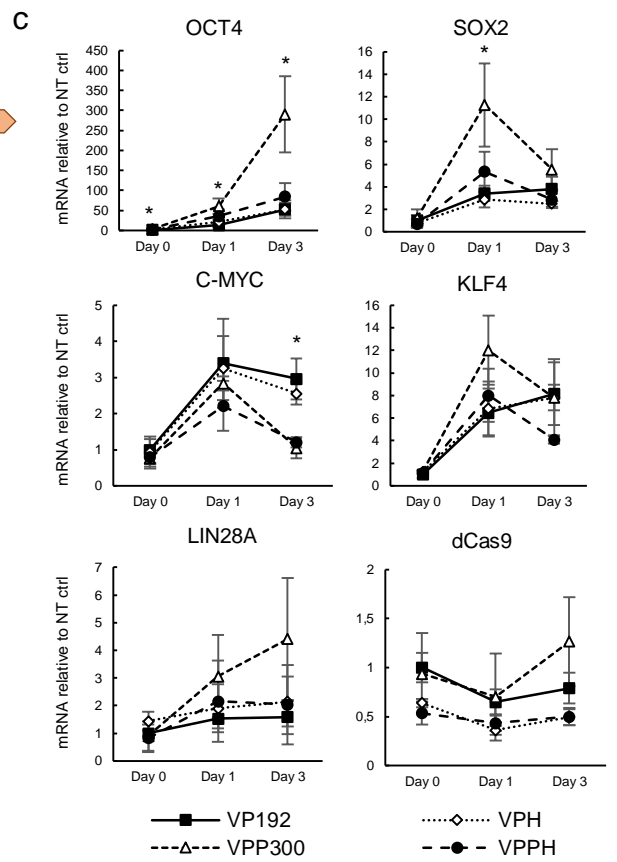 C
OCT4
SOX2
mRNA relative to NT ctrl
450
400
350
300
250
200
150
100
50
0
* * *
Day 0 Day 1 Day 3
16
14
12
10
8
6
4
2
0
*
Day 0 Day 1 Day 3
C-MYC
KLF4
mRNA relative to NT ctrl
5
4
3
2
1
0
*
Day 0 Day 1 Day 3
16
14
12
10
8
6
4
2
0
Day 0 Day 1 Day 3
LIN28A
dCas9
mRNA relative to NT ctrl
7
6
5
4
3
2
1
0
Day 0 Day 1 Day 3
2
1,5
1
0,5
0
Day 0 Day 1 Day 3
VP192 VPH
VPP300 VPPH